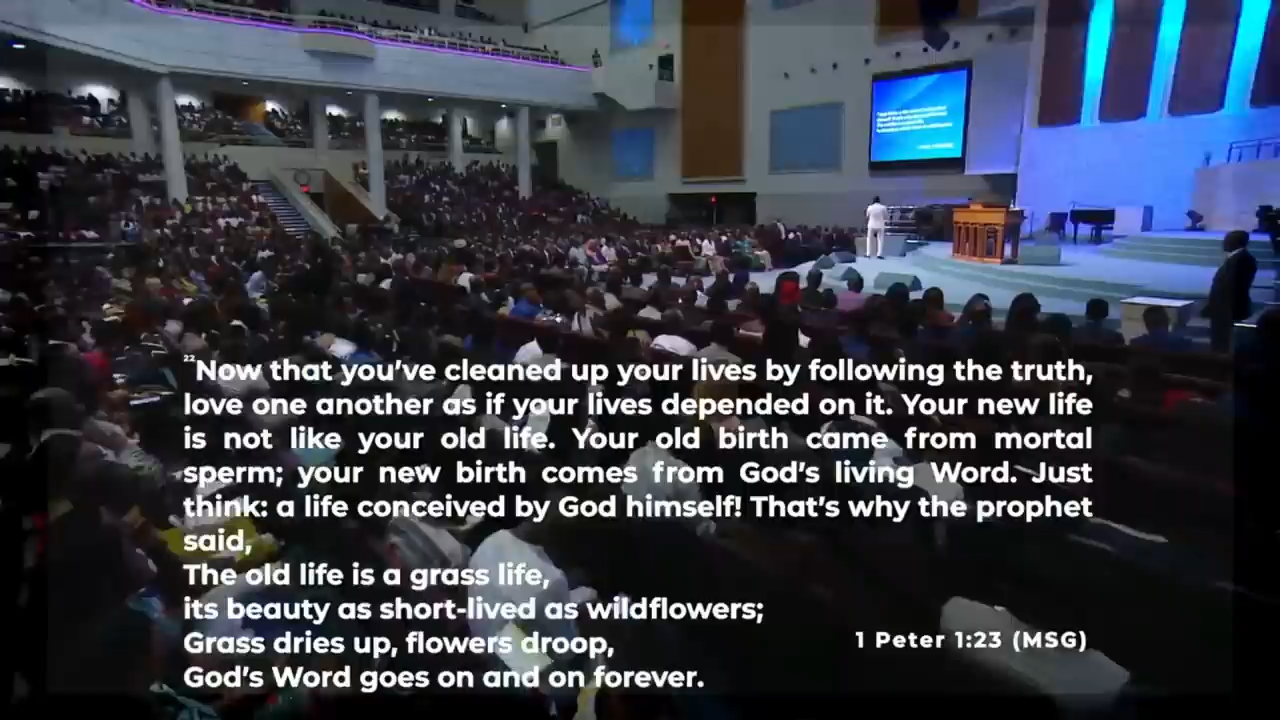 ²²Now that you've cleaned up your lives by following the truth,
love one another as if your lives depended on it. Your new life
is not like your old life. Your old birth came from mortal
sperm; your new birth comes from God's living Word. Just
think: a life conceived by God himself! That's why the prophet
said,
The old life is a grass life,
its beauty as short-lived as wildflowers;
Grass dries up, flowers droop,
God's Word goes on and on forever.
1 Peter 1:23 (MSG)